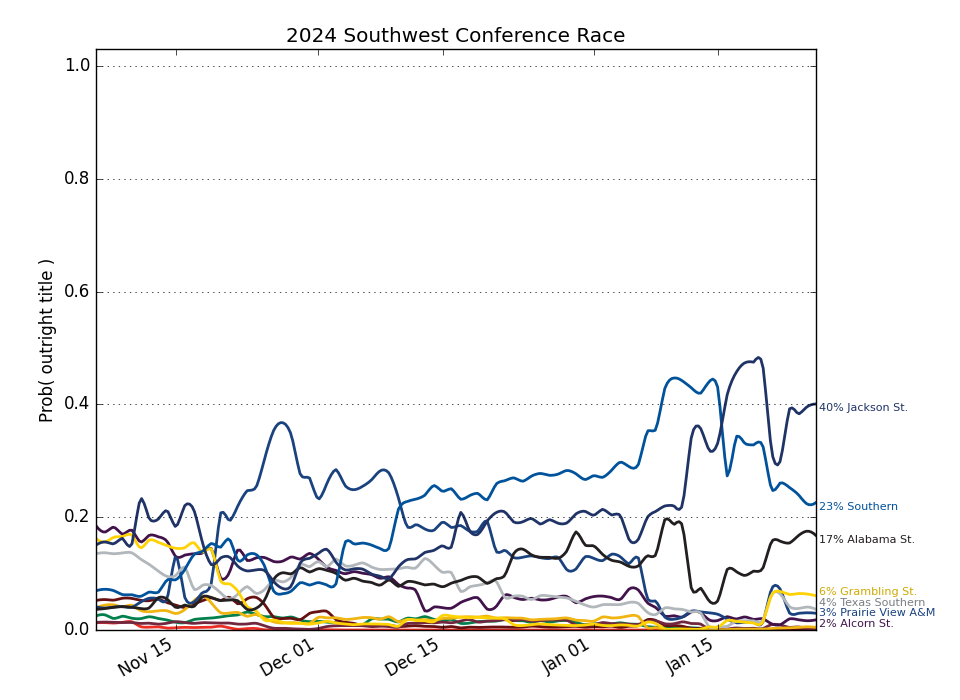 2024 Southwest Conference Race
Prob( outright title )
1.0
0.8
0.6
0.4
0.2
0.0
Nov 15
Dec 01
Dec 15
Jan 01
Jan 15
40% Jackson St.
23% Southern
17% Alabama St.
6% Grambling St.
4% Texas Southern
3% Prairie View A&M
2% Alcorn St.